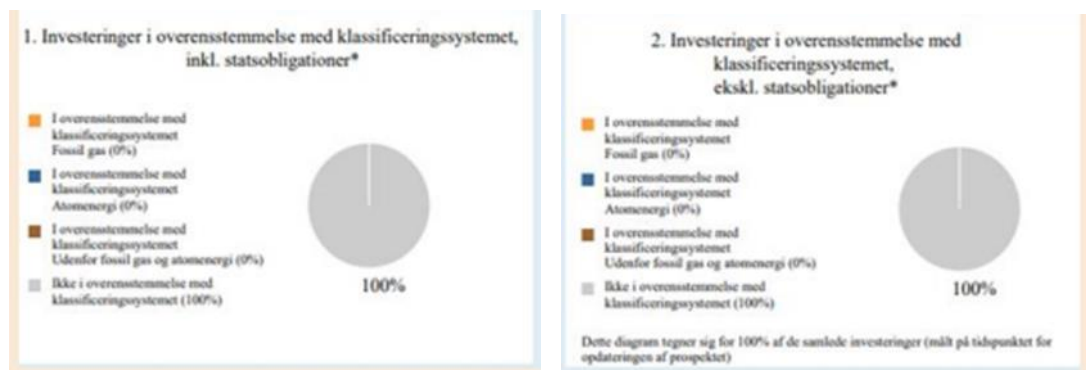 1. Investeringer i overensstemmelse med klassificeringssystemet,
inkl. statsobligationer*
I overensstemmelse med
klassificeringssystemet
Fossil gas (0%)
I overensstemmelse med
klassificeringssystemet
Atomenergi (0%)
I overensstemmelse med
klassificeringssystemet
Udenfor fossil gas og atomenergi (0%)
Ikke i overensstemmelse med
klassificeringssystemet (100%)
100%
2. Investeringer i overensstemmelse med
klassificeringssystemet,
ekskl. statsobligationer*
I overensstemmelse med
klassificeringssystemet
Fossil gas (0%)
I overensstemmelse med
klassificeringssystemet
Atomenergi (0%)
I overensstemmelse med
klassificeringssystemet
Udenfor fossil gas og atomenergi (0%)
Ikke i overensstemmelse med
klassificeringssystemet (100%)
100%
Dette diagram tegner sig for 100% af de samlede investeringer (målt på tidspunktet for
opdateringen af prospektet)